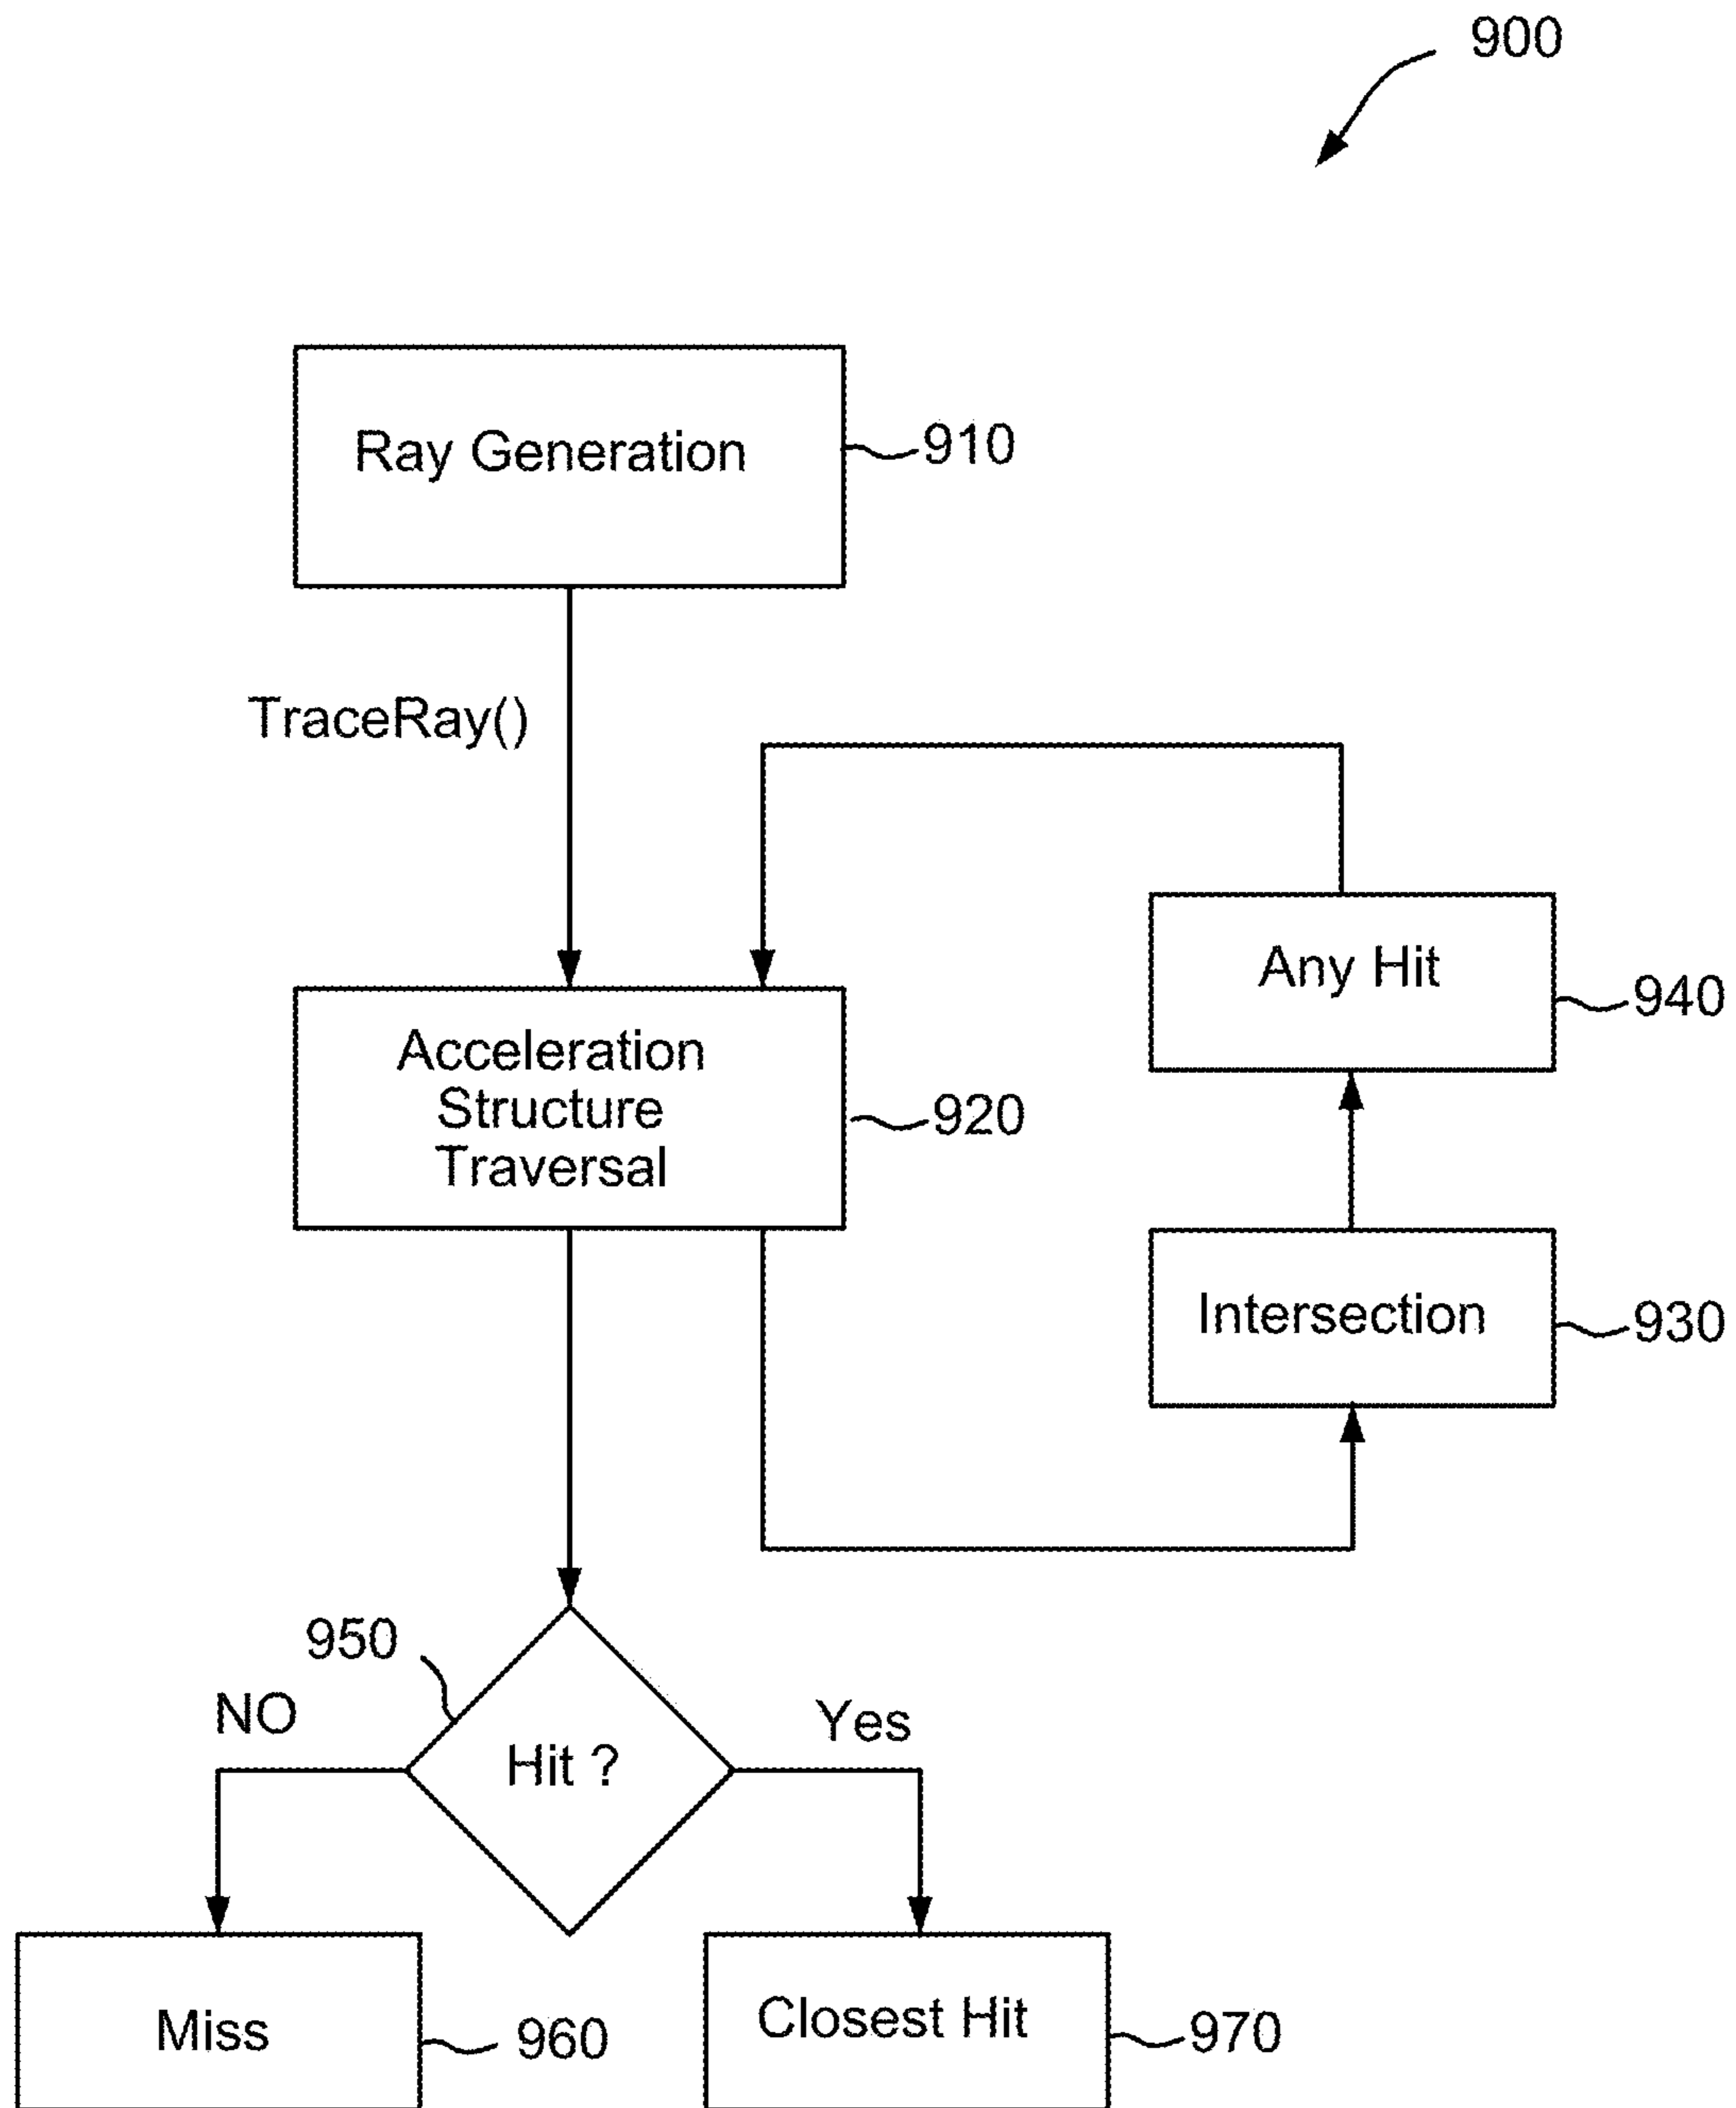 900
Ray Generation
910
TraceRay()
Any Hit
940
Acceleration
Structure
Traversal
920
Intersection
930
950
NO
Yes
Hit ?
Miss
960
Closest Hit
970